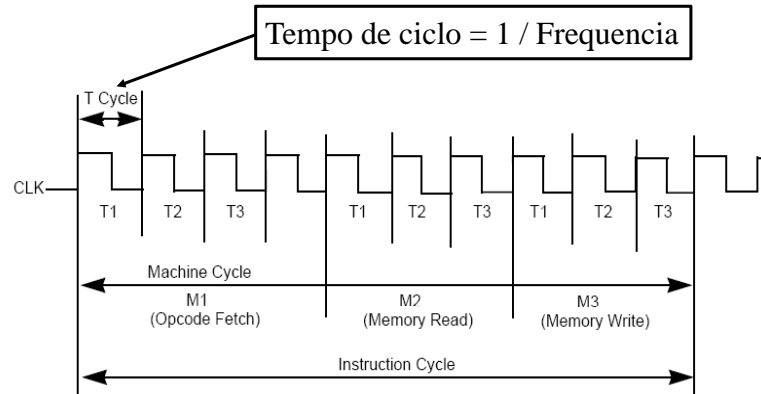 Tempo de ciclo = 1 / Frequencia
T Cycle
CLK
T1 T2 T3 T1 T2 T3 T1 T2 T3
Machine Cycle
M1 M2 M3
(Opcode Fetch) (Memory Read) (Memory Write)
Instruction Cycle